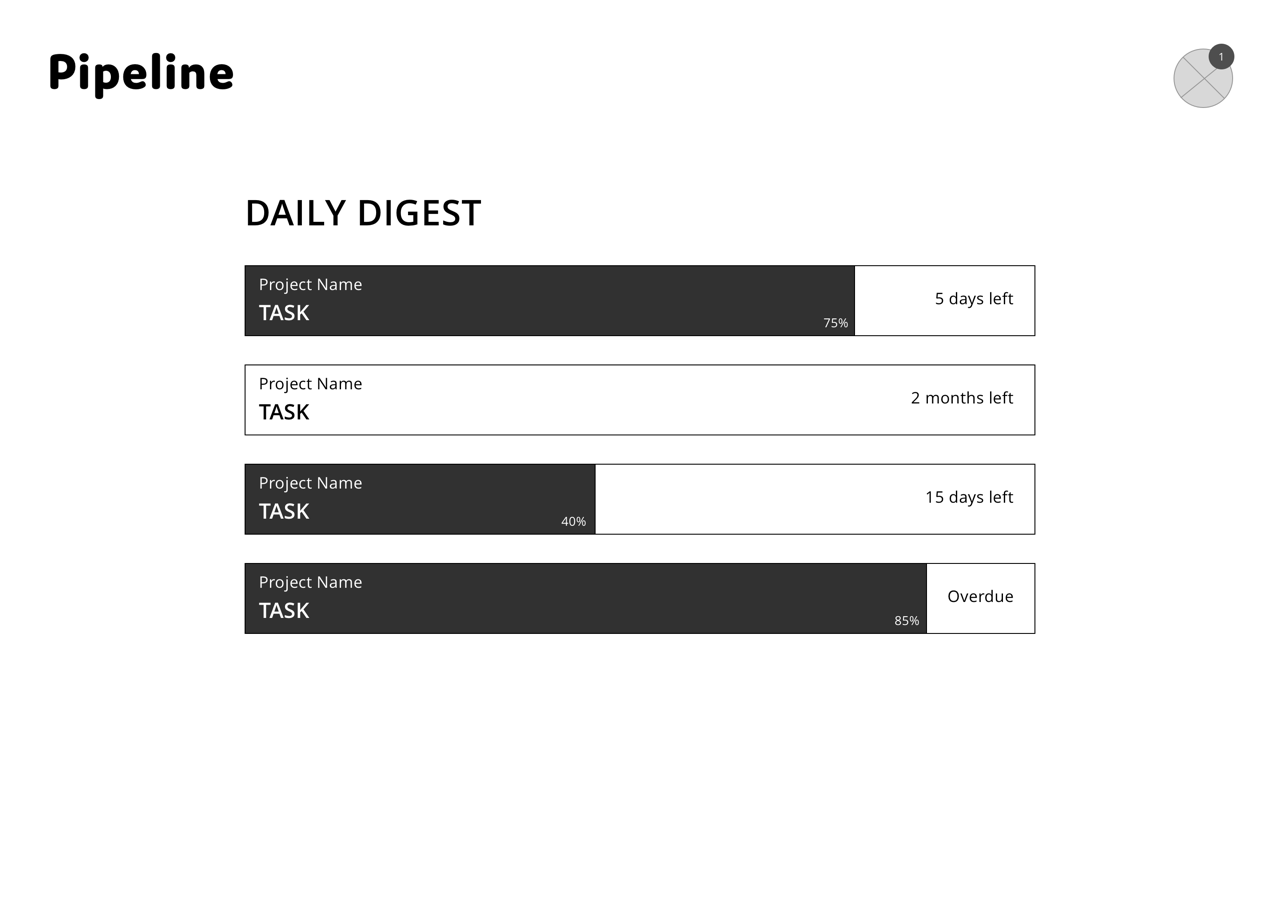 Pipeline
1
DAILY DIGEST
Project Name
TASK
75%
5 days left
Project Name
TASK
2 months left
Project Name
TASK
40%
15 days left
Project Name
TASK
85%
Overdue